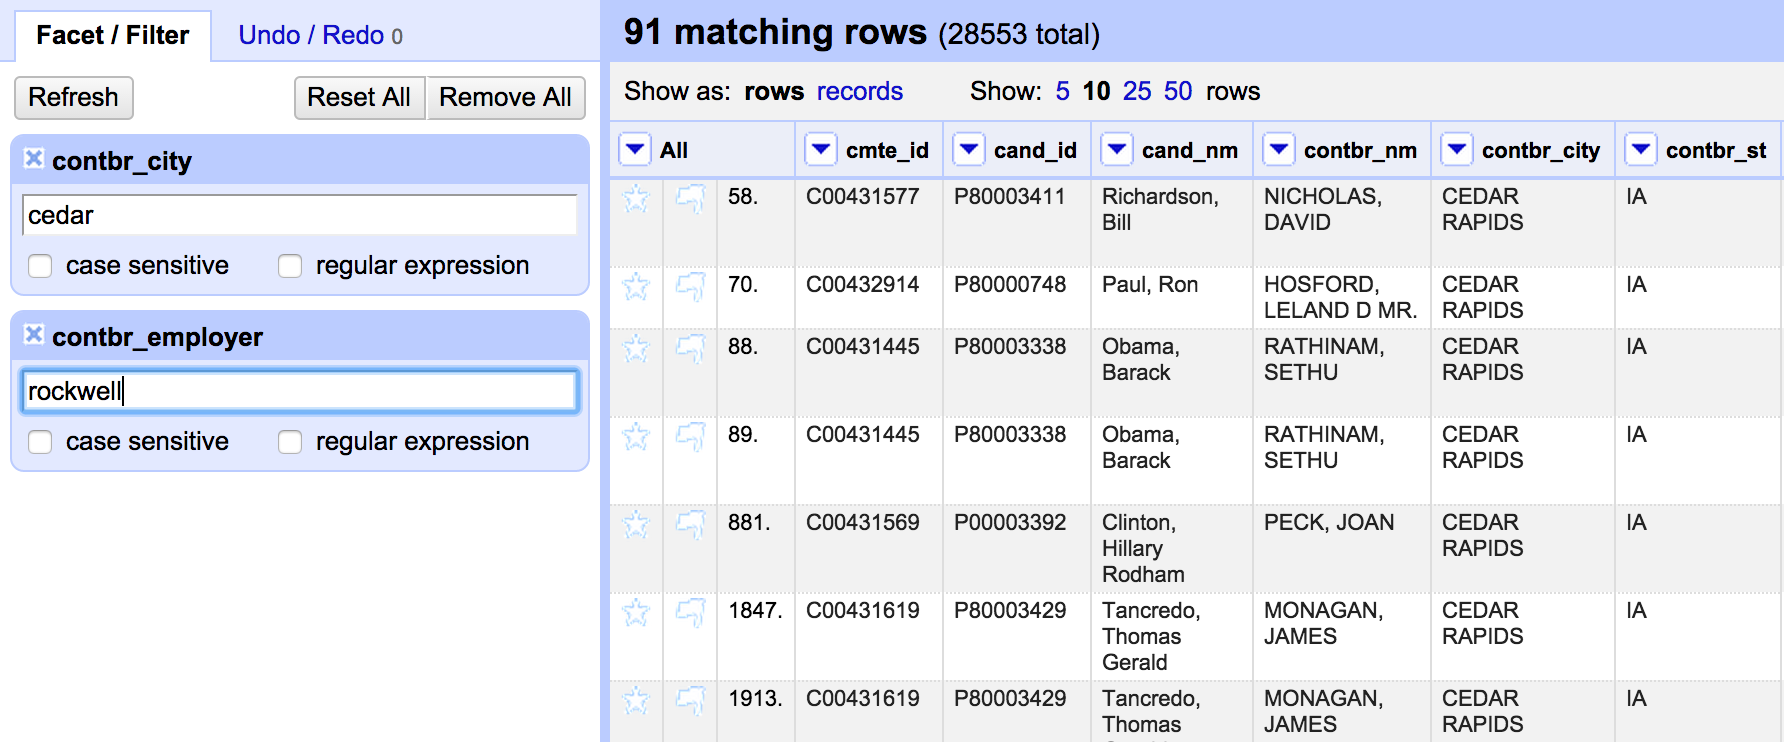 Facet / Filter Undo / Redo 0
Refresh Reset All Remove All
contbr_city
cedar
case sensitive regular expression
contbr_employer
rockwell
case sensitive regular expression
91 matching rows (28553 total)
Show as: rows records Show: 5 10 25 50 rows
All cmte_id cand_id cand_nm contbr_nm contbr_city contbr_st
58. C00431577 P80003411 Richardson, NICHOLAS, CEDAR IA
Bill DAVID RAPIDS
70. C00432914 P80000748 Paul, Ron HOSFORD, CEDAR IA
LELAND D MR. RAPIDS
88. C00431445 P80003338 Obama, RATHINAM, CEDAR IA
Barack SETHU RAPIDS
89. C00431445 P80003338 Obama, RATHINAM, CEDAR IA
Barack SETHU RAPIDS
881. C00431569 P00003392 Clinton, PECK, JOAN CEDAR IA
Hillary RAPIDS
Rodham
1847. C00431619 P80003429 Tancredo, MONAGAN, CEDAR IA
Thomas JAMES RAPIDS
Gerald
1913. C00431619 P80003429 Tancredo, MONAGAN, CEDAR IA
Thomas JAMES RAPIDS